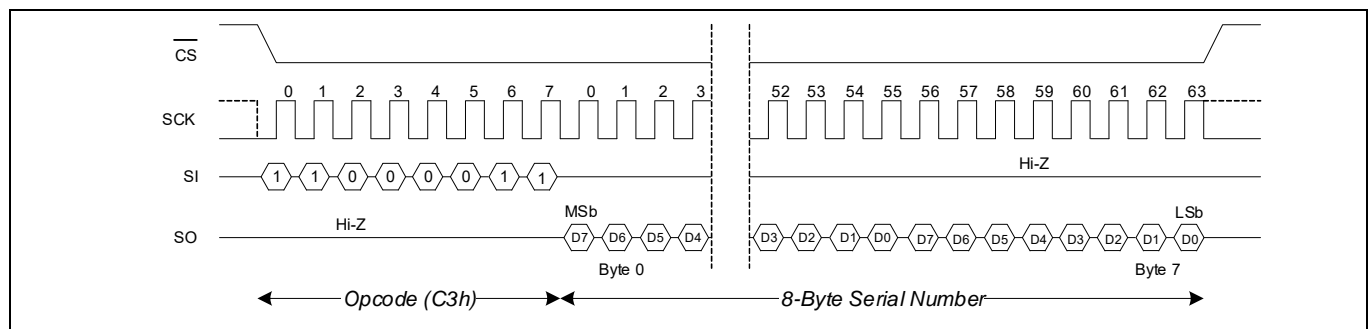 CS
0 1 2 3 4 5 6 7 0 1 2 3 52 53 54 55 56 57 58 59 60 61 62 63
SCK
Hi-Z
SI 1 1 0 0 0 0 1 1
Hi-Z MSb LSb
SO D7 D6 D5 D4 D3 D2 D1 D0 D7 D6 D5 D4 D3 D2 D1 D0
Byte 0 Byte 7
Opcode (C3h) 8-Byte Serial Number